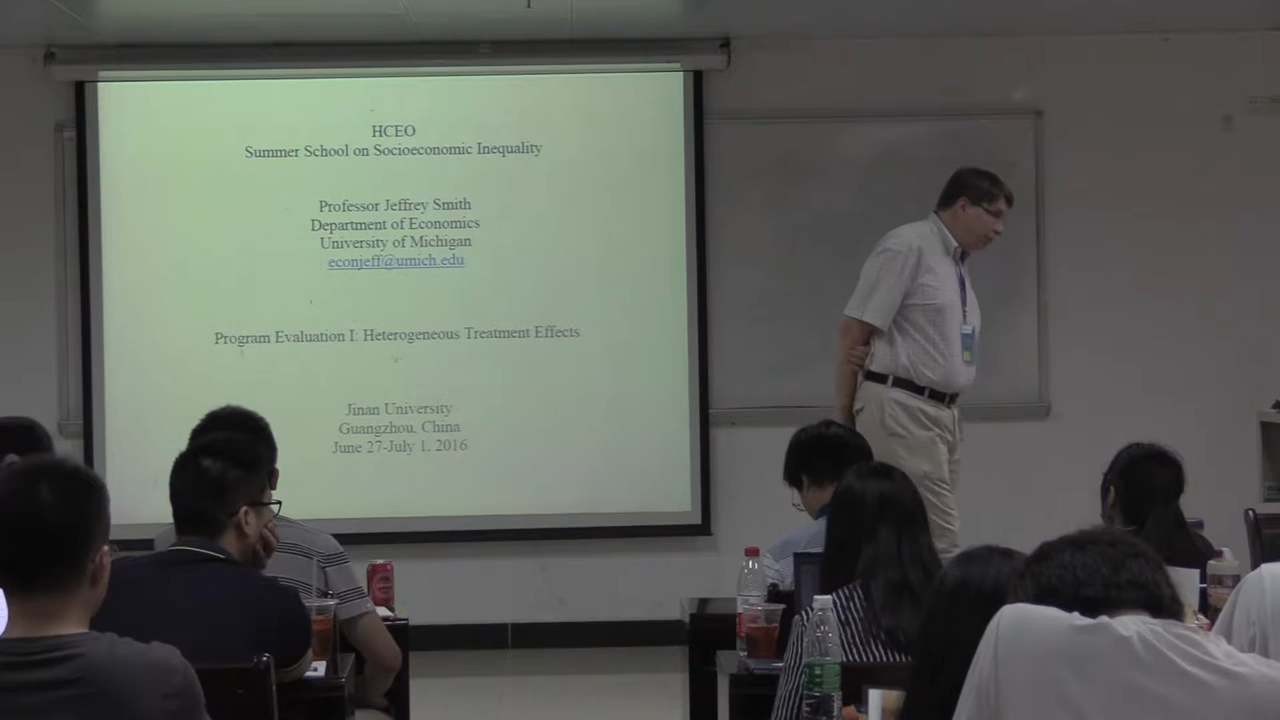 HCEO
Summer School on Socioeconomic Inequality
Professor Jeffrey Smith
Department of Economics
University of Michigan
econjeff@umich.edu
Program Evaluation I: Heterogeneous Treatment Effects
Jinan University
Guangzhou, China
June 27-July 1, 2016